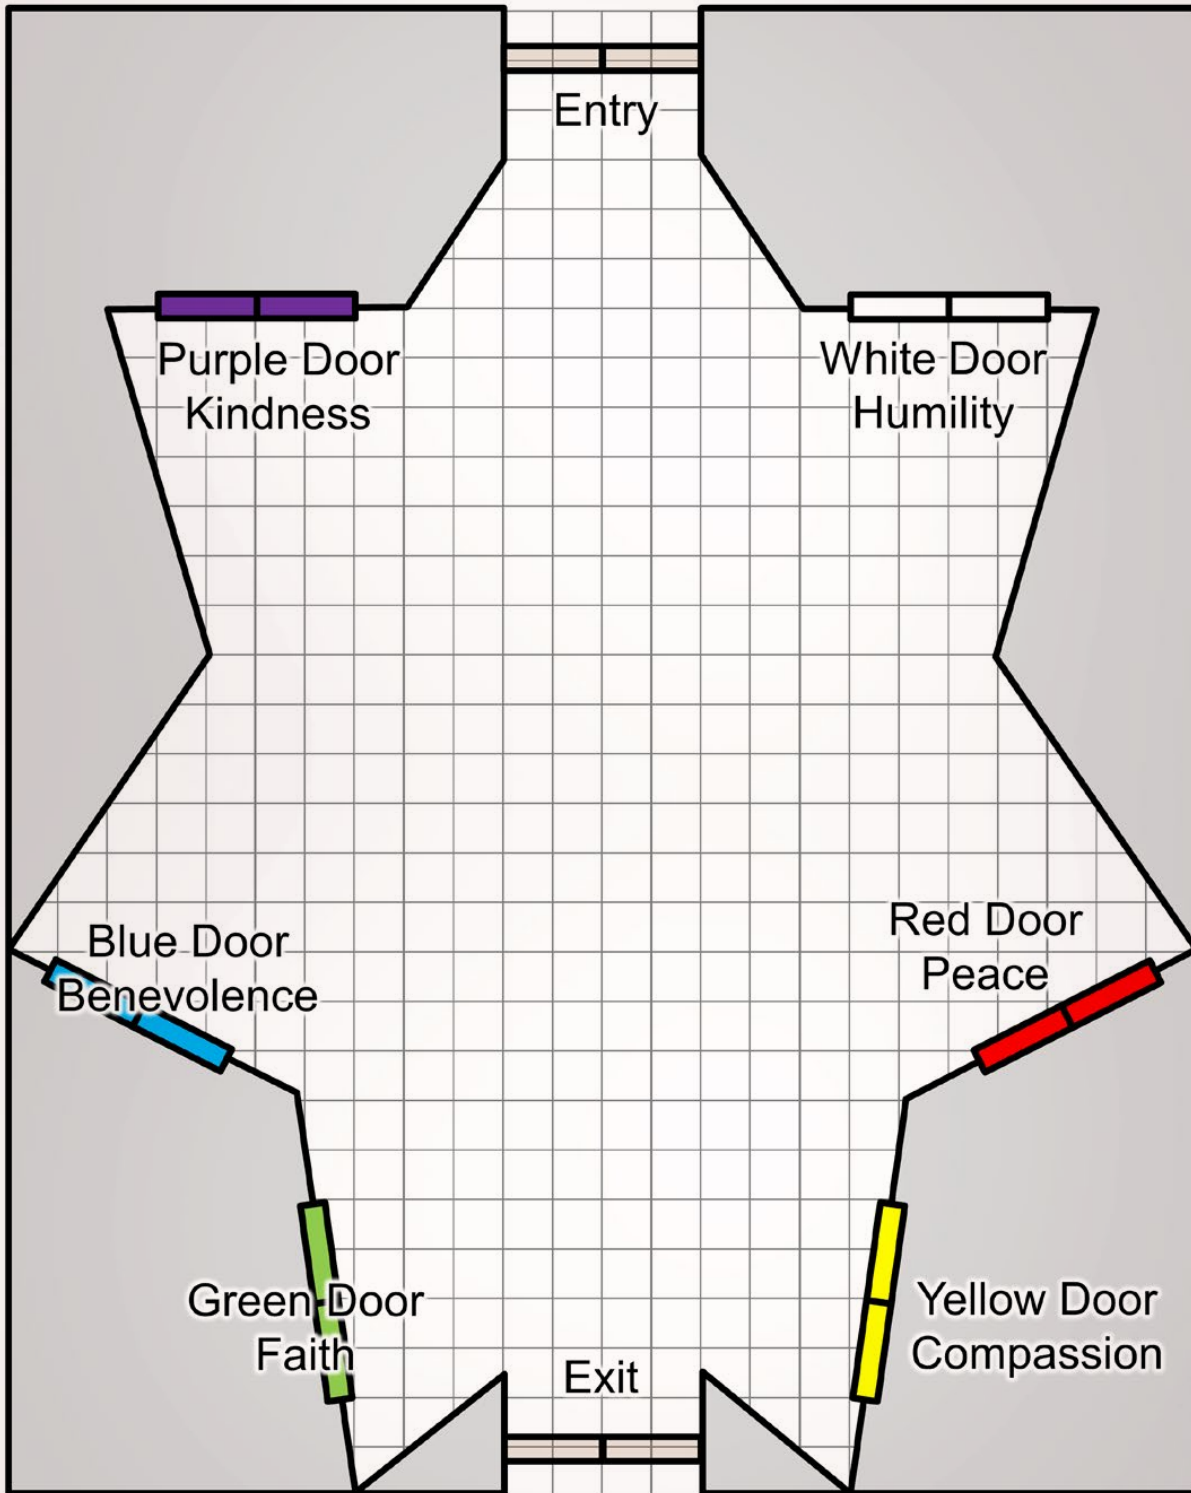 Entry
Purple Door
Kindness
White Door
Humility
Blue Door
Benevolence
Red Door
Peace
Green Door
Faith
Yellow Door
Compassion
Exit